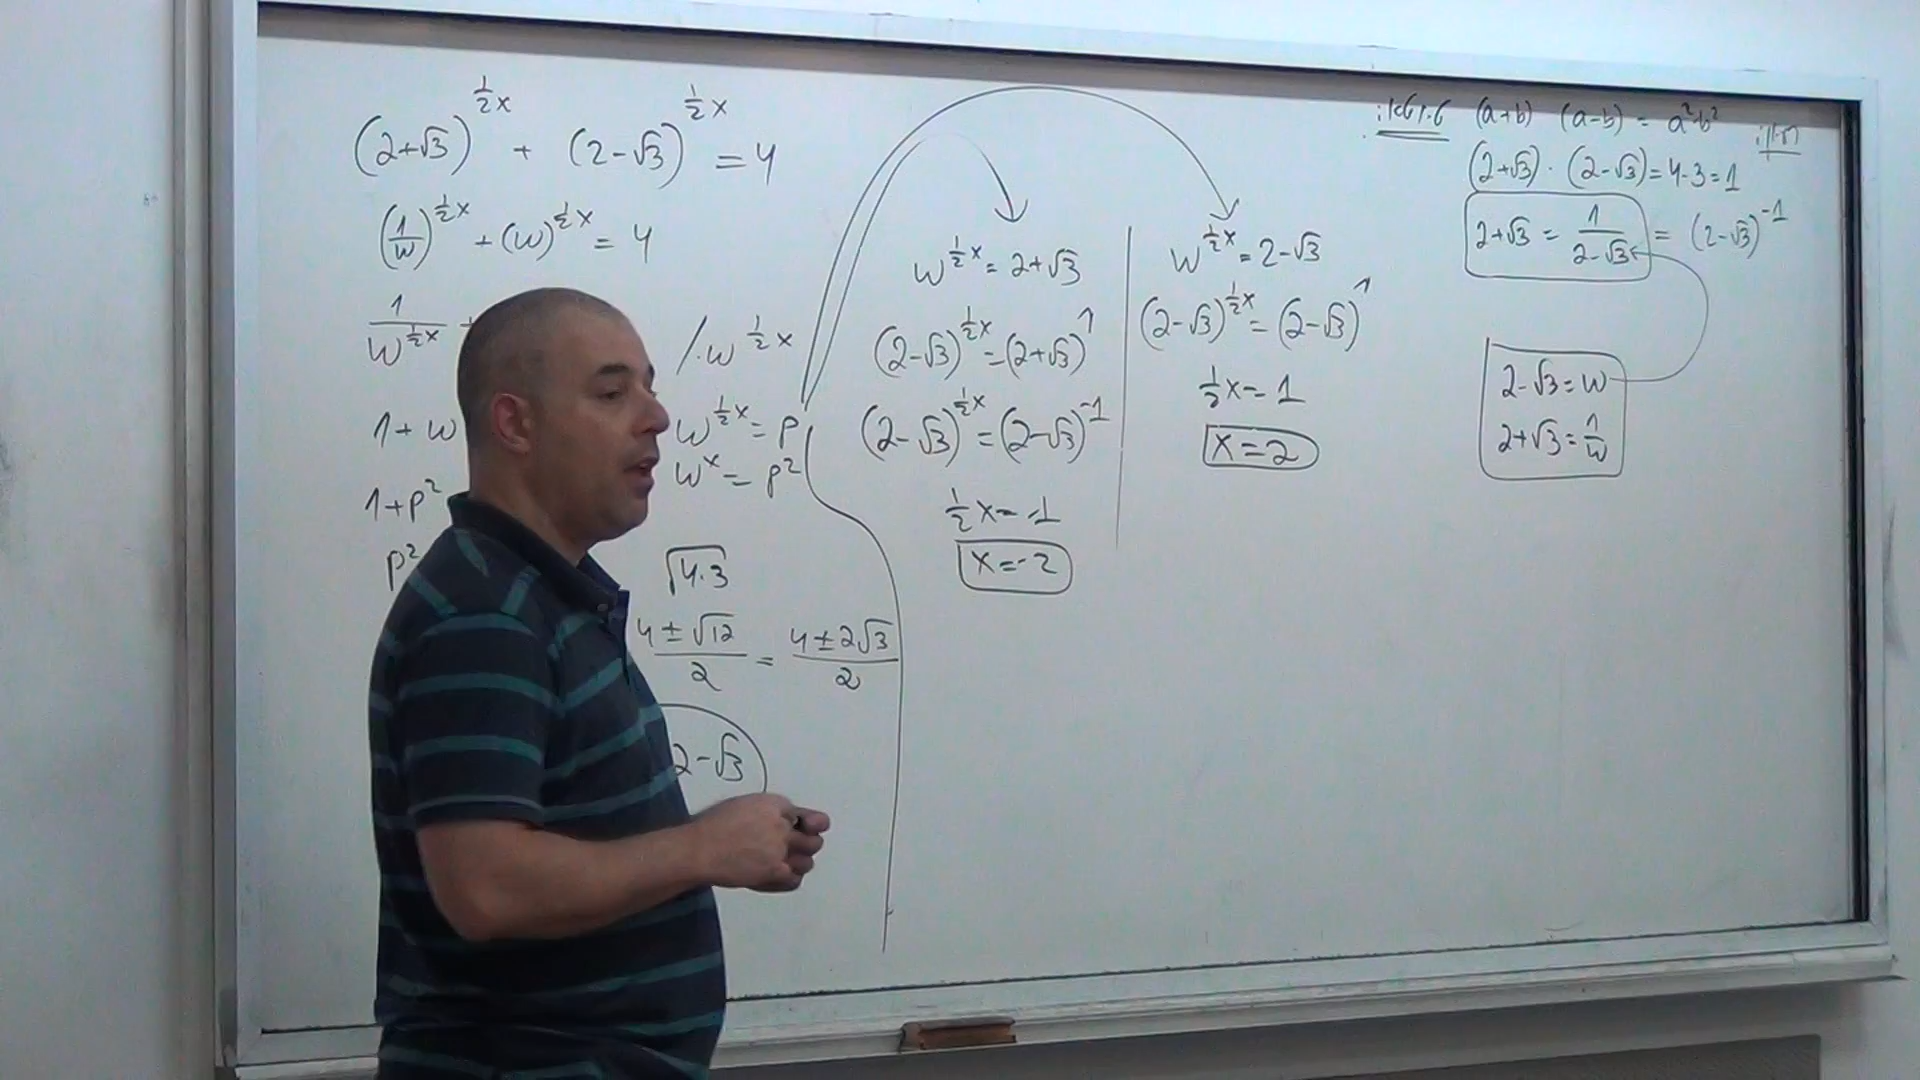 (2+√3)^{½x} + (2-√3)^{½x} = 4
(1/w)^{½x} + (w)^{½x} = 4
1/w^{½x} +
/·w^{½x}
1 + w
w^{½x} = p
w^x = p²
1+p²
p²
√4·3
4±√12/2 = 4±2√3/2
2-√3
w^{½x} = 2+√3
(2-√3)^{½x} = (2+√3)^1
(2-√3)^{½x} = (2-√3)^{-1}
½x = -1
x = -2
w^{½x} = 2-√3
(2-√3)^{½x} = (2-√3)^1
½x = 1
x = 2
(a+b) (a-b) = a²-b²
(2+√3) · (2-√3) = 4-3 = 1
2+√3 = 1/2-√3 = (2-√3)^{-1}
2-√3 = w
2+√3 = 1/w